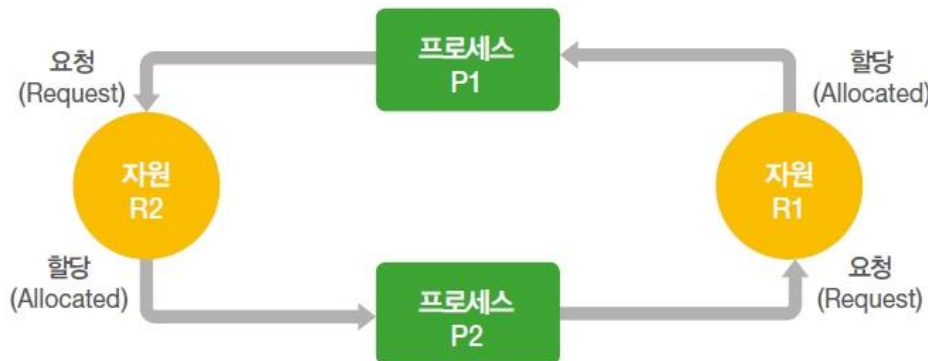 프로세스
P1
요청
(Request)
할당
(Allocated)
자원
R2
자원
R1
할당
(Allocated)
요청
(Request)
프로세스
P2